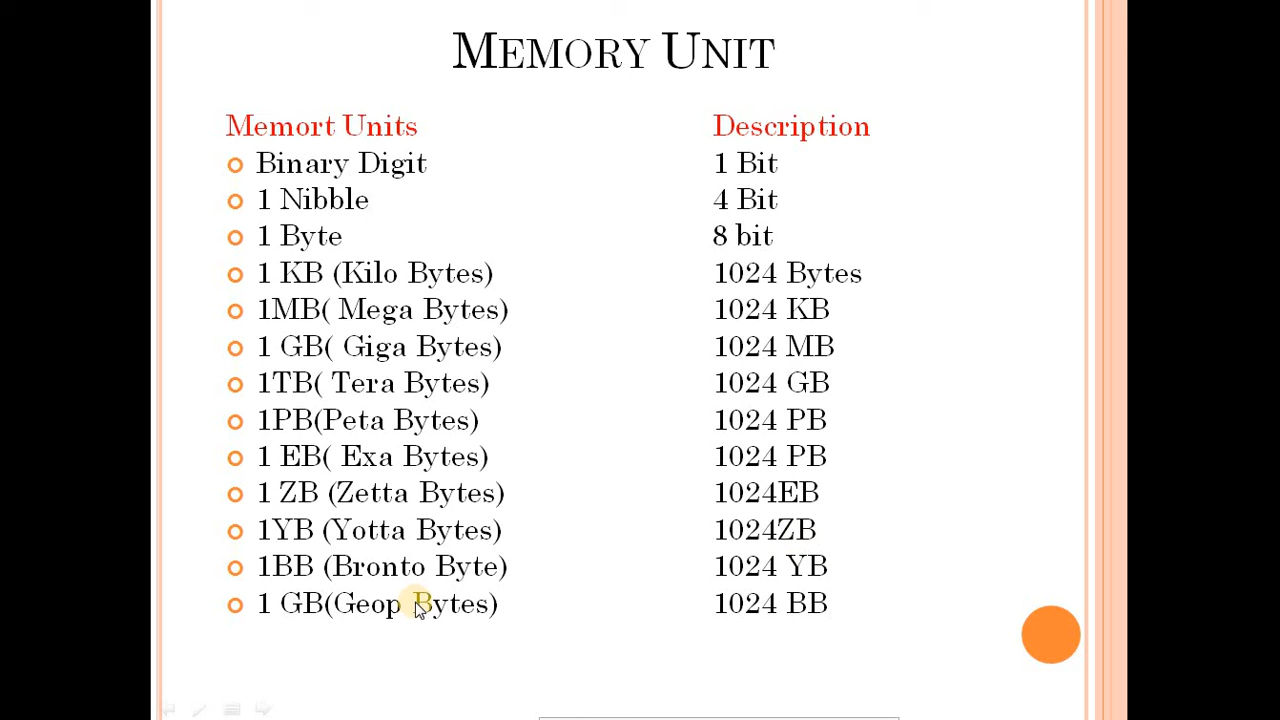 MEMORY UNIT
Memort Units Description
Binary Digit 1 Bit
1 Nibble 4 Bit
1 Byte 8 bit
1 KB (Kilo Bytes) 1024 Bytes
1MB( Mega Bytes) 1024 KB
1 GB( Giga Bytes) 1024 MB
1TB( Tera Bytes) 1024 GB
1PB(Peta Bytes) 1024 PB
1 EB( Exa Bytes) 1024 PB
1 ZB (Zetta Bytes) 1024EB
1YB (Yotta Bytes) 1024ZB
1BB (Bronto Byte) 1024 YB
1 GB(Geop Bytes) 1024 BB